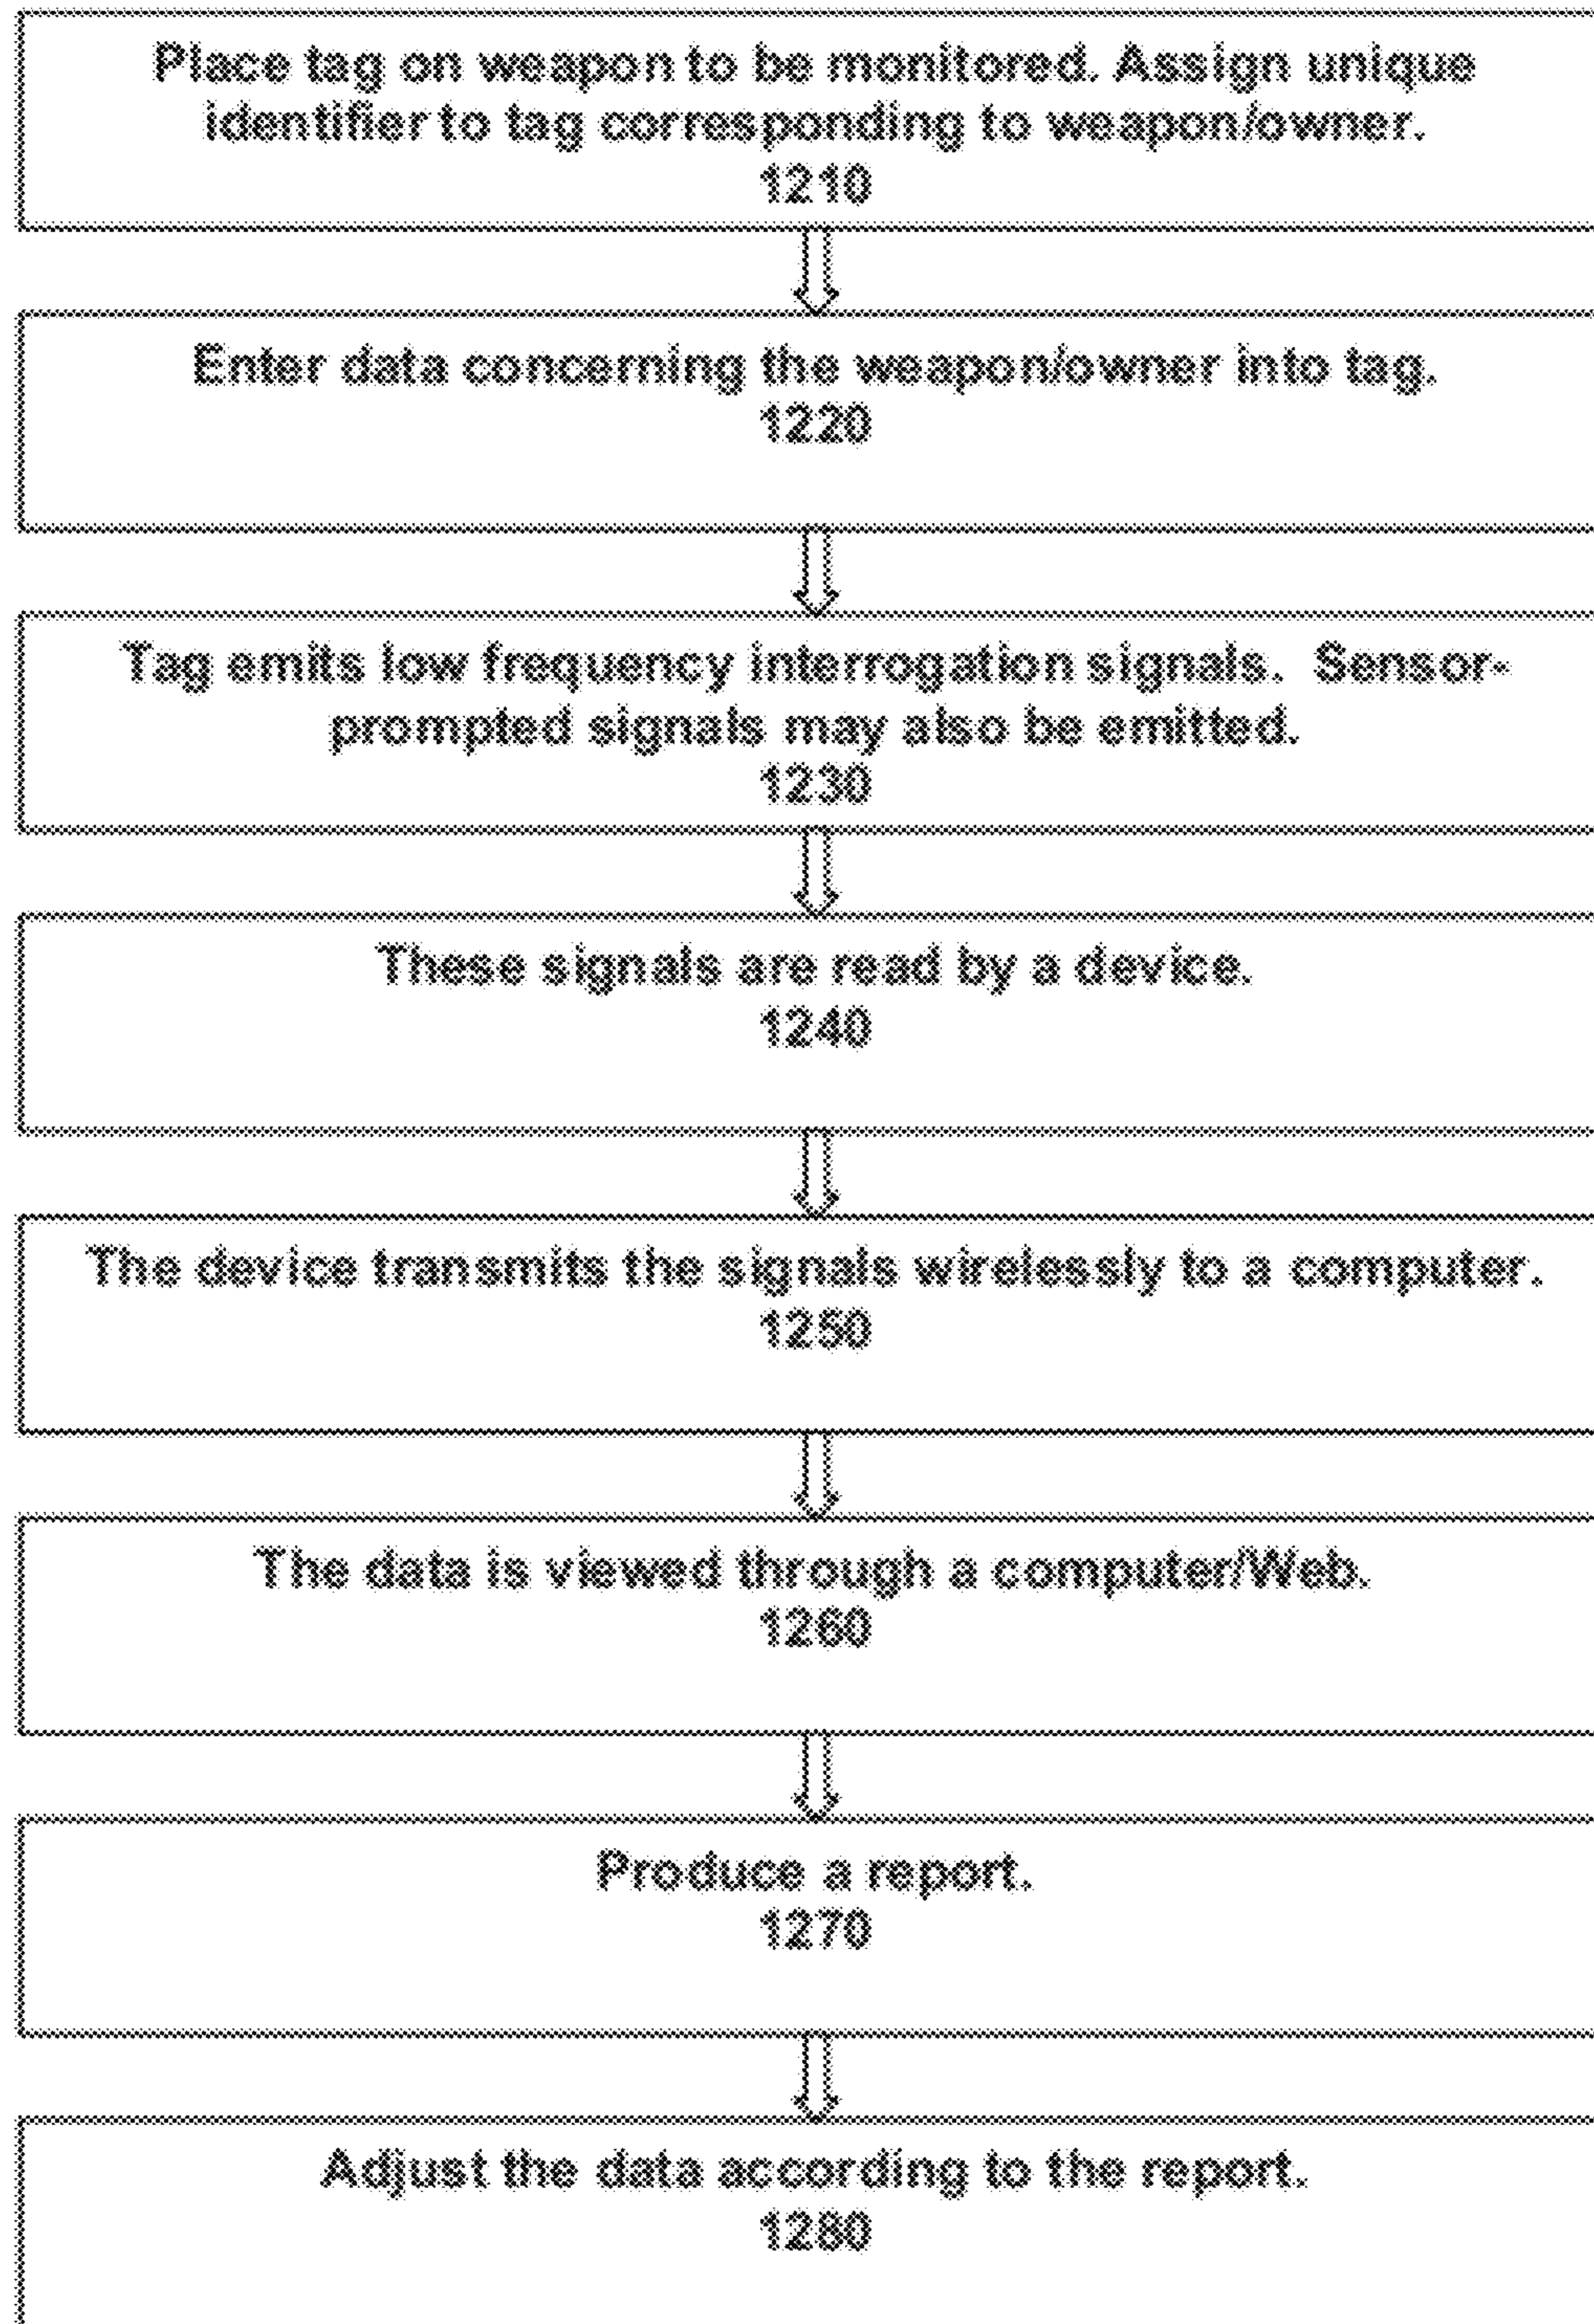 Place tag on weapon to be monitored. Assign unique
identifier to tag corresponding to weapon/owner.
1210
Enter data concerning the weapon/owner into tag.
1220
Tag emits low frequency interrogation signals.  Sensor-
prompted signals may also be emitted.
1230
These signals are read by a device.
1240
The device transmits the signals wirelessly to a computer.
1250
The data is viewed through a computer/Web.
1260
Produce a report.
1270
Adjust the data according to the report.
1280